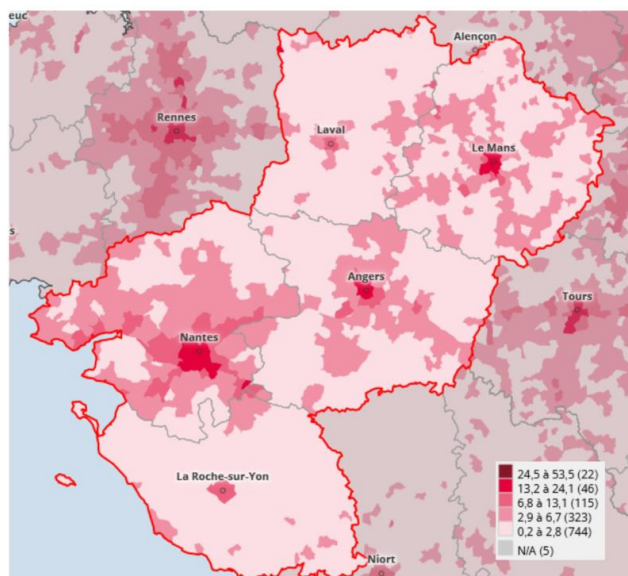 euc
Alençon
Rennes
Laval
Le Mans
s
Angers
Tours
Nantes
La Roche-sur-Yon
24,5 à 53,5 (22)
13,2 à 24,1 (46)
6,8 à 13,1 (115)
2,9 à 6,7 (323)
0,2 à 2,8 (744)
N/A (5)
Niort